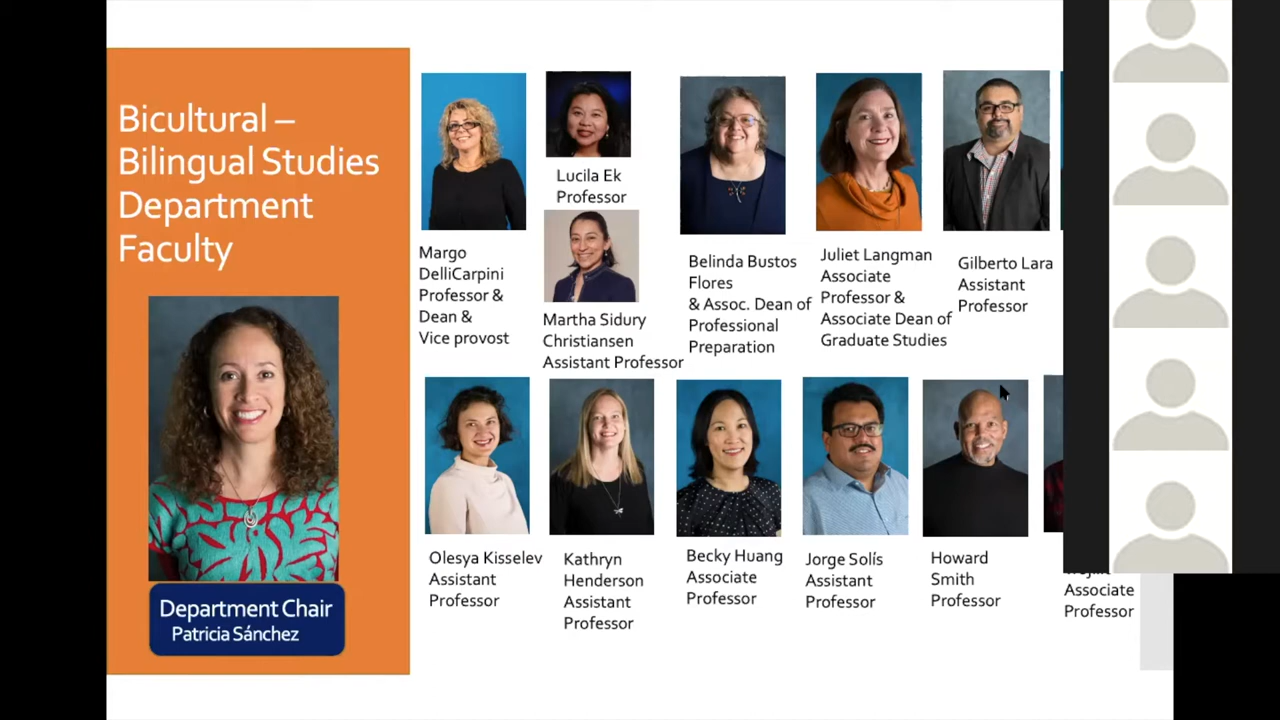 Bicultural –
Bilingual Studies
Department
Faculty
Department Chair
Patricia Sánchez
Margo
DelliCarpini
Professor &
Dean &
Vice provost
Lucila Ek
Professor
Martha Sidury
Christiansen
Assistant Professor
Belinda Bustos
Flores
& Assoc. Dean of
Professional
Preparation
Juliet Langman
Associate
Professor &
Associate Dean of
Graduate Studies
Gilberto Lara
Assistant
Professor
Olesya Kisselev
Assistant
Professor
Kathryn
Henderson
Assistant
Professor
Becky Huang
Associate
Professor
Jorge Solís
Assistant
Professor
Howard
Smith
Professor
Associate
Professor